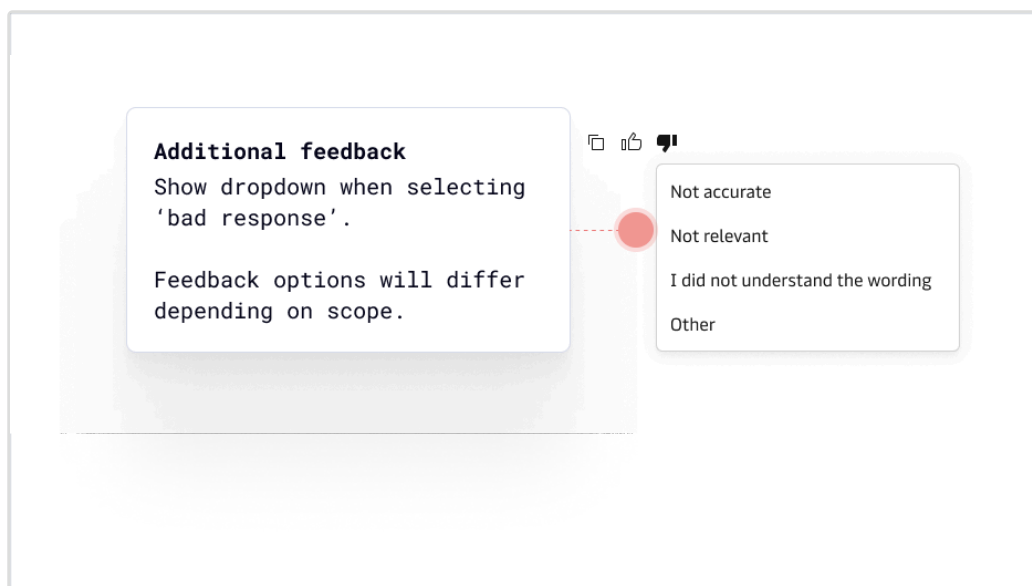 Additional feedback
Show dropdown when selecting
‘bad response’.
Feedback options will differ
depending on scope.
Not accurate
Not relevant
I did not understand the wording
Other